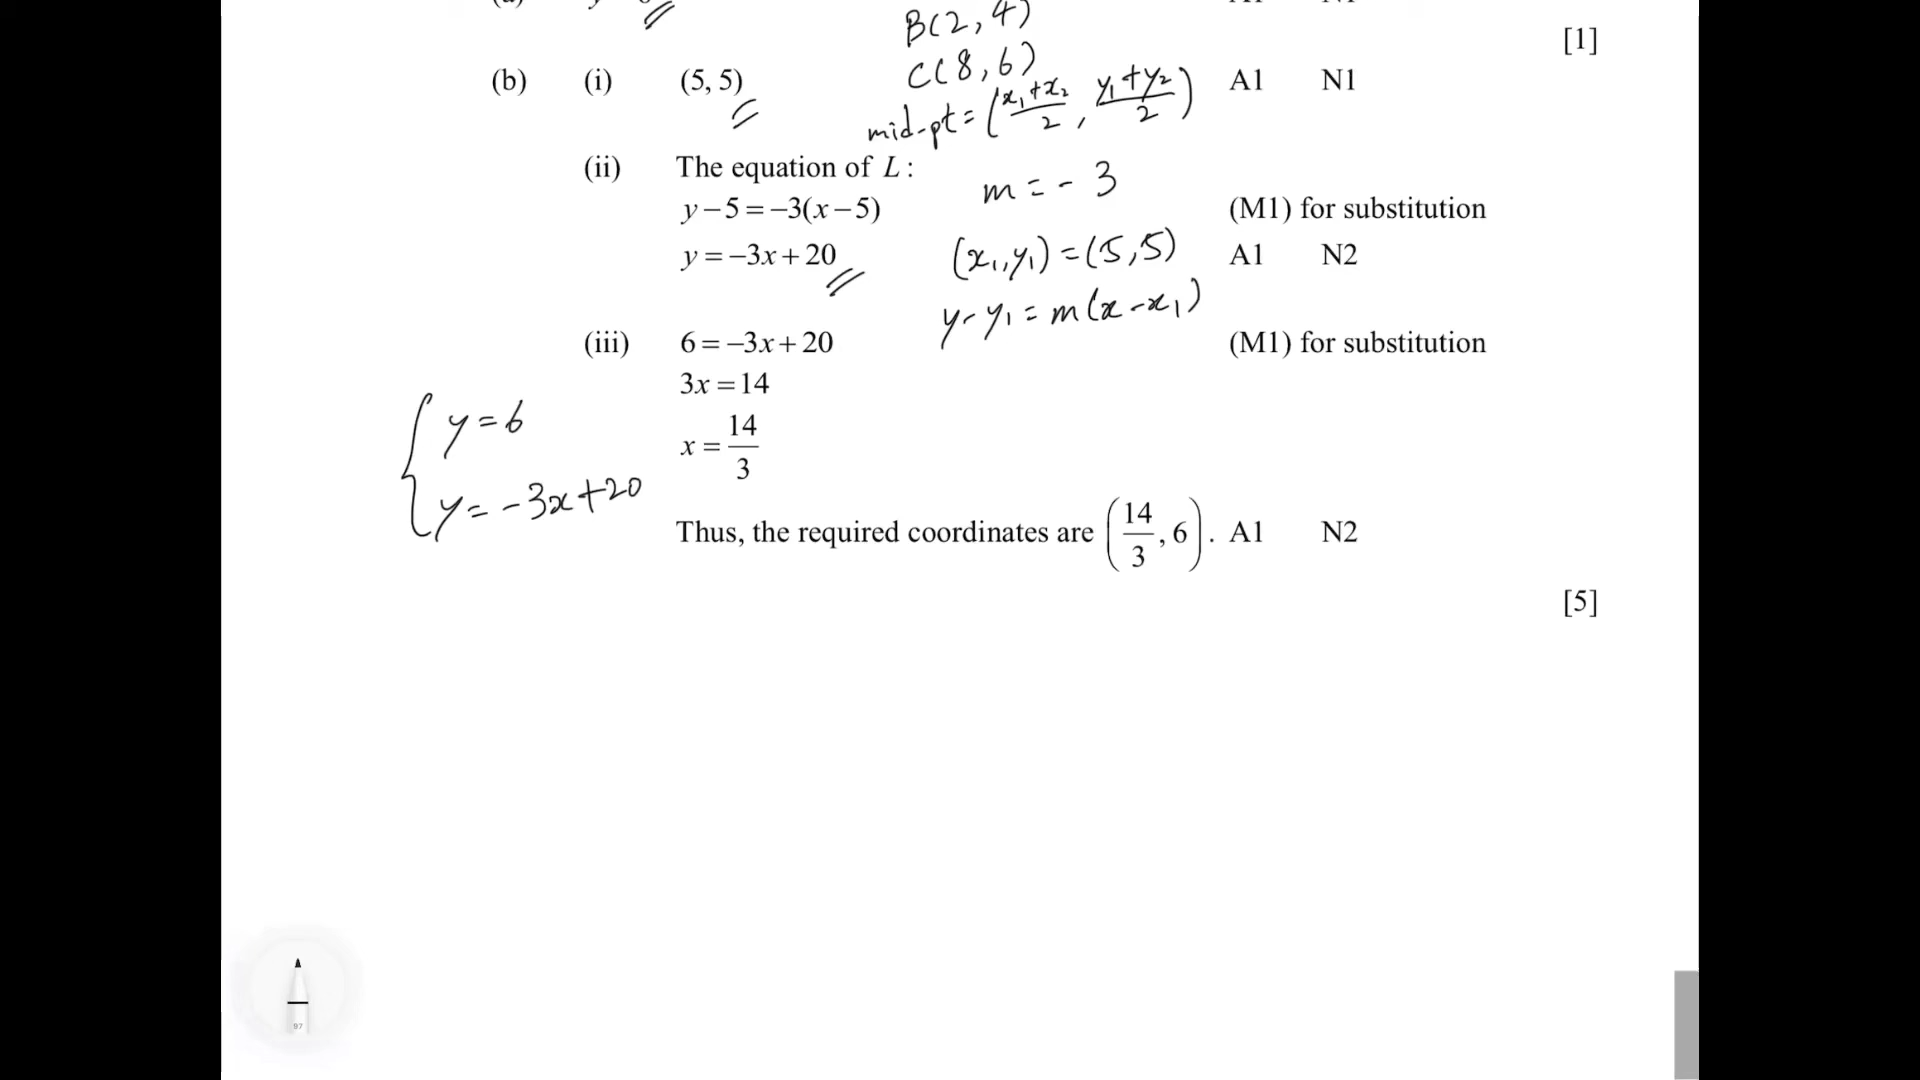 B(2, 4)
[1]
C(8, 6)
(b) (i) (5, 5) A1 N1
mid-pt = (x₁+x₂/2, y₁+y₂/2)
(ii) The equation of L:
m = -3
y−5=−3(x−5) (M1) for substitution
y=−3x+20 (x₁,y₁)=(5,5) A1 N2
y-y₁=m(x-x₁)
(iii) 6=−3x+20 (M1) for substitution
3x=14
y=6
x=14/3
y=-3x+20
Thus, the required coordinates are (14/3, 6). A1 N2
[5]
97